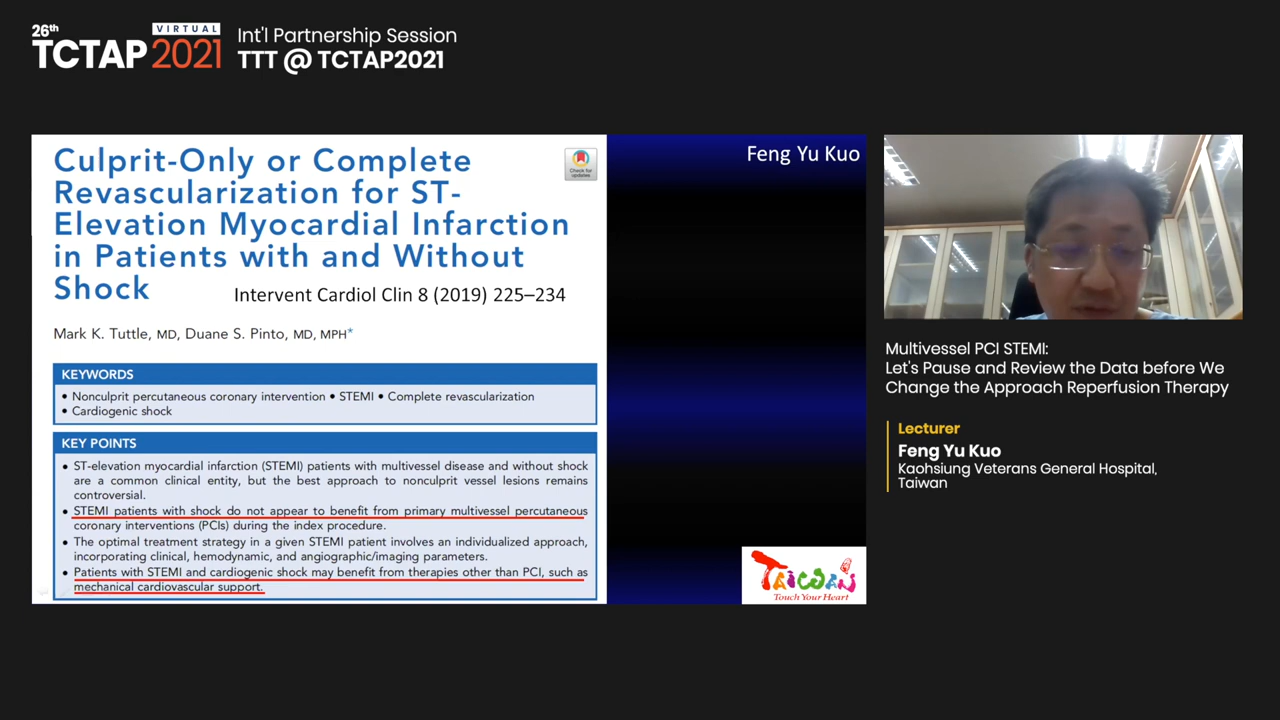 26th
VIRTUAL
TCTAP 2021
Int'l Partnership Session
TTT @ TCTAP2021
Culprit-Only or Complete
Revascularization for ST-
Elevation Myocardial Infarction
in Patients with and Without
Shock
Intervent Cardiol Clin 8 (2019) 225–234
Check for
updates
Mark K. Tuttle, MD, Duane S. Pinto, MD, MPH*
KEYWORDS
• Nonculprit percutaneous coronary intervention • STEMI • Complete revascularization
• Cardiogenic shock
KEY POINTS
• ST-elevation myocardial infarction (STEMI) patients with multivessel disease and without shock
are a common clinical entity, but the best approach to nonculprit vessel lesions remains
controversial.
• STEMI patients with shock do not appear to benefit from primary multivessel percutaneous
coronary interventions (PCIs) during the index procedure.
• The optimal treatment strategy in a given STEMI patient involves an individualized approach,
incorporating clinical, hemodynamic, and angiographic/imaging parameters.
• Patients with STEMI and cardiogenic shock may benefit from therapies other than PCI, such as
mechanical cardiovascular support.
Feng Yu Kuo
TAIWAN
Touch Your Heart
Multivessel PCI STEMI:
Let's Pause and Review the Data before We
Change the Approach Reperfusion Therapy
Lecturer
Feng Yu Kuo
Kaohsiung Veterans General Hospital,
Taiwan